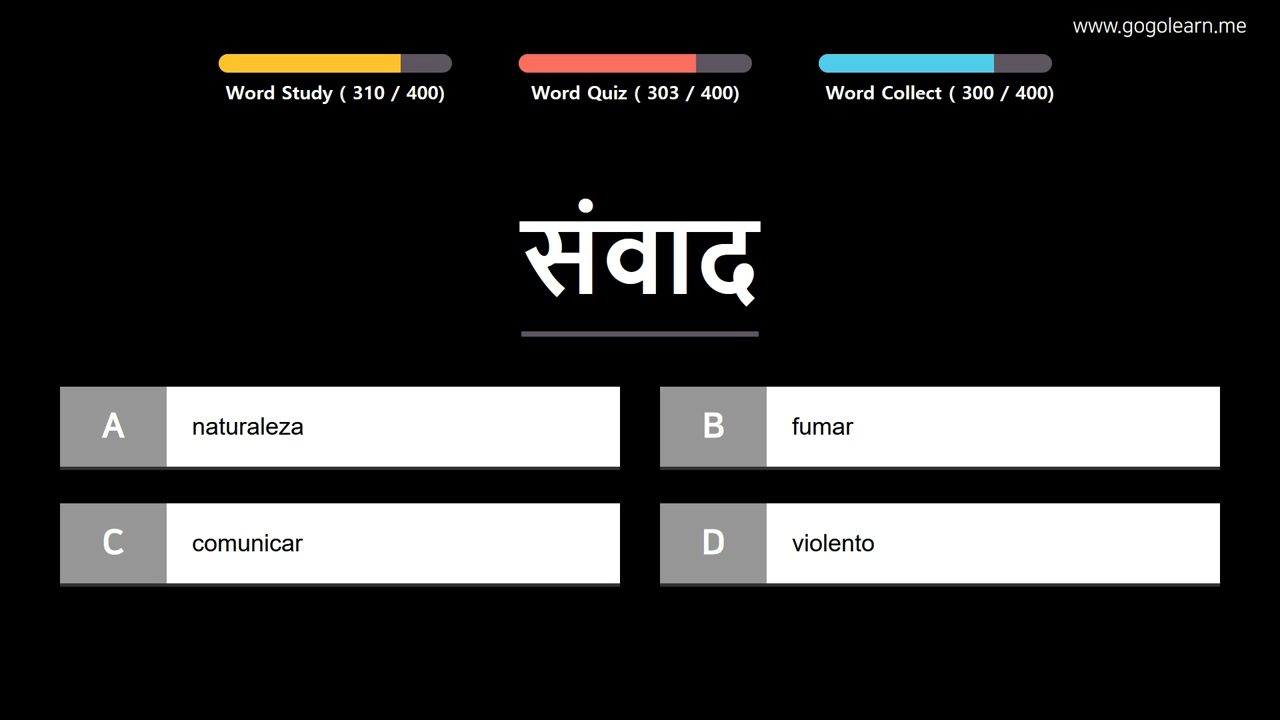 www.gogolearn.me
Word Study ( 310 / 400)
Word Quiz ( 303 / 400)
Word Collect ( 300 / 400)
संवाद
A naturaleza
B fumar
C comunicar
D violento